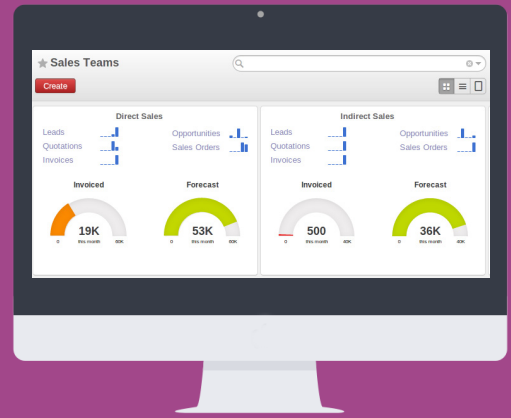 Sales Teams
Create
Direct Sales
Leads
Opportunities
Quotations
Sales Orders
Invoices
Invoiced
Forecast
19K
0 this month 60K
53K
0 this month 60K
Indirect Sales
Leads
Opportunities
Quotations
Sales Orders
Invoices
Invoiced
Forecast
500
0 this month 40K
36K
0 this month 40K